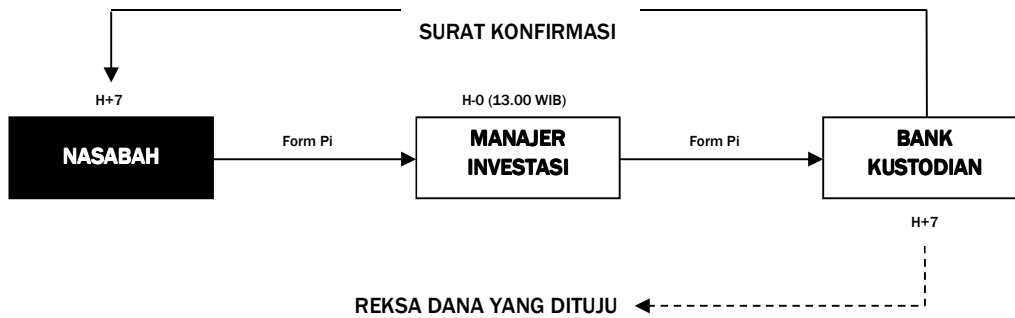 SURAT KONFIRMASI
H+7
H-0 (13.00 WIB)
NASABAH
Form Pi
MANAJER
INVESTASI
Form Pi
BANK
KUSTODIAN
H+7
REKSA DANA YANG DITUJU